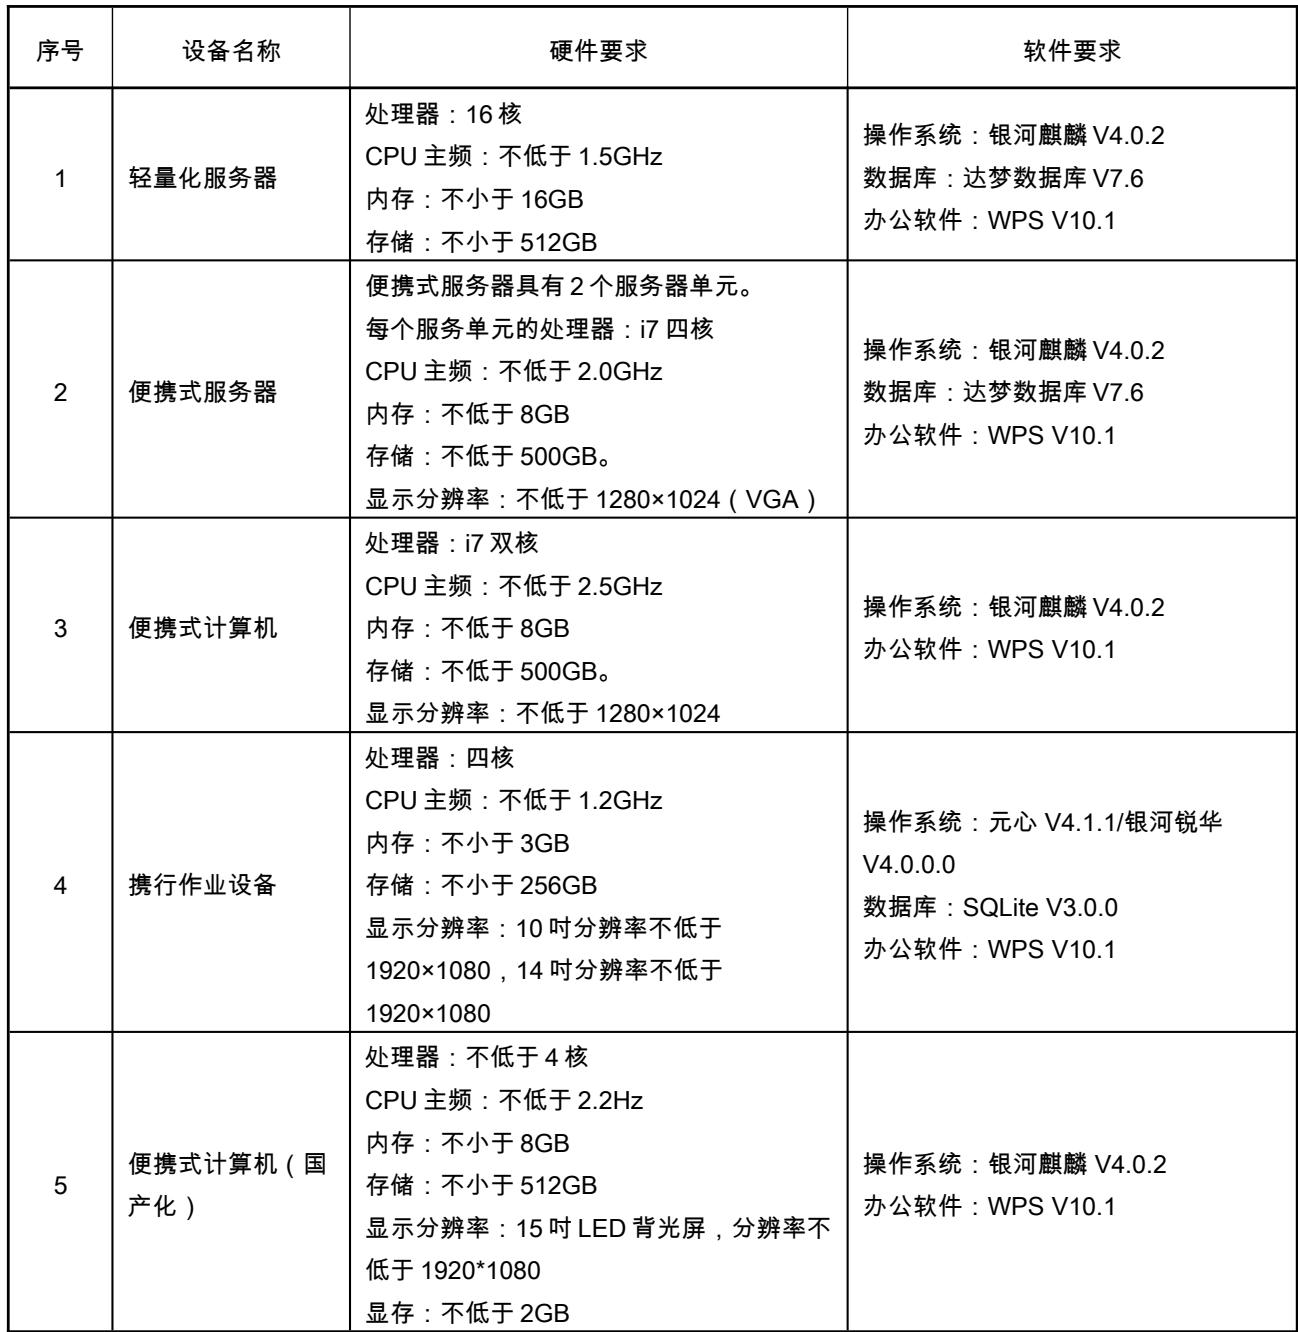 序号 设备名称 硬件要求 软件要求
1
轻量化服务器
处理器：16 核
CPU 主频：不低于 1.5GHz
内存：不小于 16GB
存储：不小于 512GB
操作系统：银河麒麟 V4.0.2
数据库：达梦数据库 V7.6
办公软件：WPS V10.1
2
便携式服务器
便携式服务器具有 2 个服务器单元。
每个服务单元的处理器：i7 四核
CPU 主频：不低于 2.0GHz
内存：不低于 8GB
存储：不低于 500GB。
显示分辨率：不低于 1280×1024（VGA）
操作系统：银河麒麟 V4.0.2
数据库：达梦数据库 V7.6
办公软件：WPS V10.1
3
便携式计算机
处理器：i7 双核
CPU 主频：不低于 2.5GHz
内存：不低于 8GB
存储：不低于 500GB。
显示分辨率：不低于 1280×1024
操作系统：银河麒麟 V4.0.2
办公软件：WPS V10.1
4
携行作业设备
处理器：四核
CPU 主频：不低于 1.2GHz
内存：不小于 3GB
存储：不小于 256GB
显示分辨率：10 吋分辨率不低于
1920×1080，14 吋分辨率不低于
1920×1080
操作系统：元心 V4.1.1/银河锐华
V4.0.0.0
数据库：SQLite V3.0.0
办公软件：WPS V10.1
5
便携式计算机（国
产化）
处理器：不低于 4 核
CPU 主频：不低于 2.2Hz
内存：不小于 8GB
存储：不小于 512GB
显示分辨率：15 吋 LED 背光屏，分辨率不
低于 1920*1080
显存：不低于 2GB
操作系统：银河麒麟 V4.0.2
办公软件：WPS V10.1